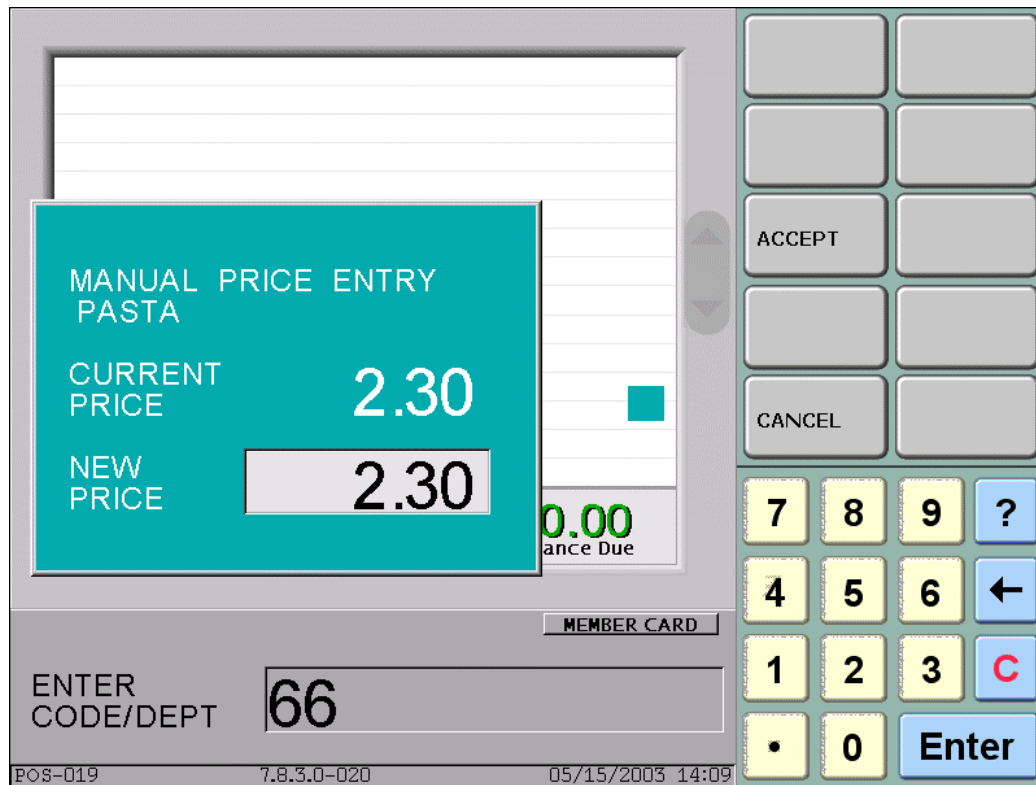 MANUAL PRICE ENTRY
PASTA
CURRENT
PRICE
2.30
NEW
PRICE
2.30
0.00
ance Due
MEMBER CARD
ENTER
CODE/DEPT
66
POS-019 7.8.3.0-020 05/15/2003 14:09
ACCEPT
CANCEL
7 8 9 ?
4 5 6 ←
1 2 3 C
. 0 Enter